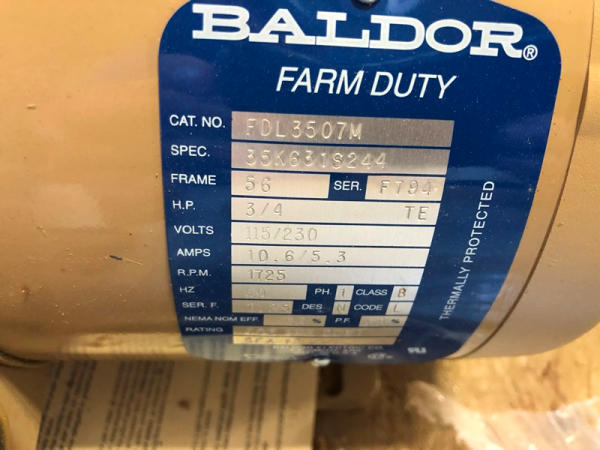 BALDOR®
FARM DUTY
CAT. NO. FDL3507M
SPEC. 35K631S244
FRAME 56 SER. F794
H.P. 3/4 TE
VOLTS 115/230
AMPS 10.6/5.3
R.P.M. 1725
HZ PH. 1 CLASS B
SER. F. DES N CODE L
NEMA NOM EFF. % P.F. %
RATING
THERMALLY PROTECTED